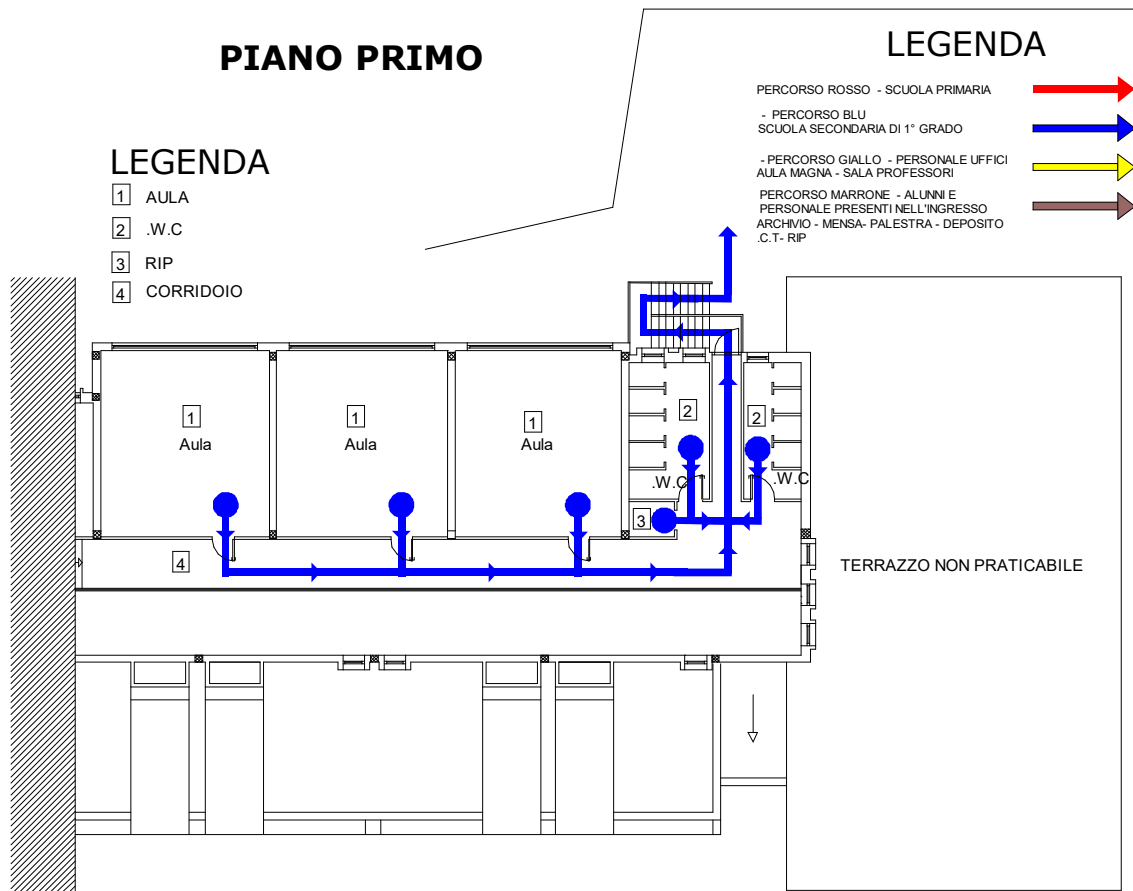 PIANO PRIMO
LEGENDA
1 AULA
2 .W.C
3 RIP
4 CORRIDOIO
LEGENDA
PERCORSO ROSSO - SCUOLA PRIMARIA
- PERCORSO BLU
SCUOLA SECONDARIA DI 1° GRADO
- PERCORSO GIALLO - PERSONALE UFFICI
AULA MAGNA - SALA PROFESSORI
PERCORSO MARRONE - ALUNNI E
PERSONALE PRESENTI NELL'INGRESSO
ARCHIVIO - MENSA- PALESTRA - DEPOSITO
.C.T- RIP
1
Aula
1
Aula
1
Aula
2
.W.C
2
.W.C
3
4
TERRAZZO NON PRATICABILE